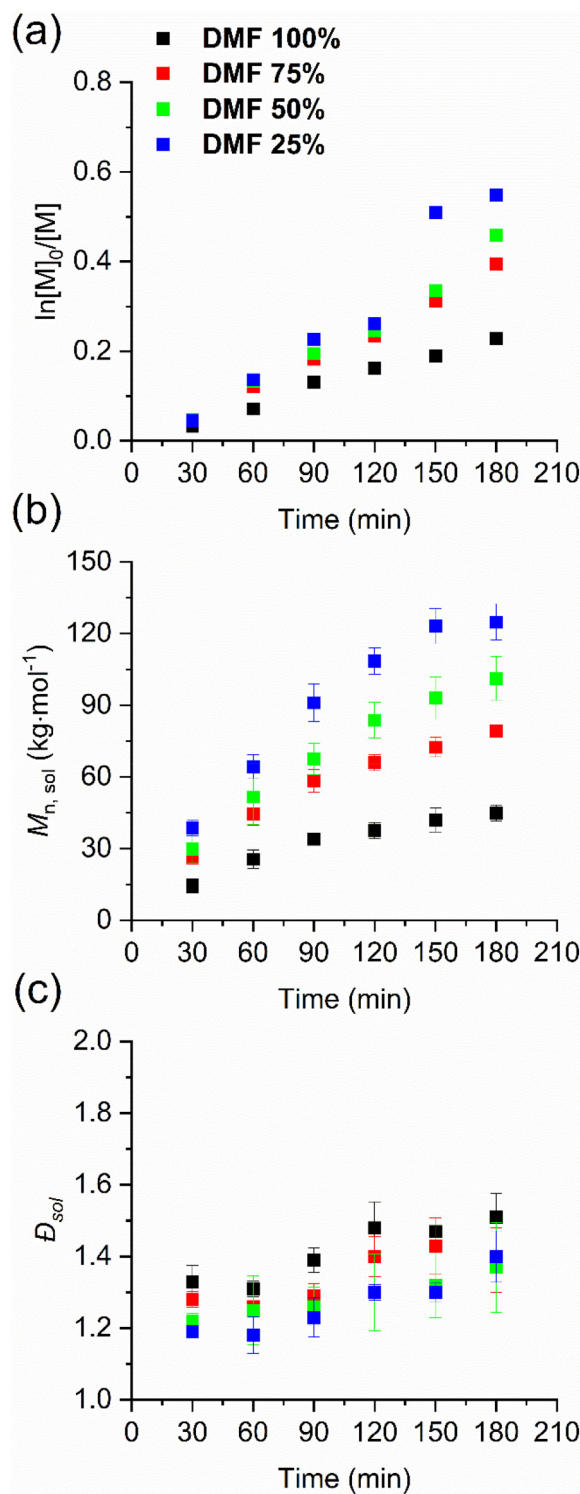 (a)
DMF 100%
DMF 75%
DMF 50%
DMF 25%
0.8
0.6
0.4
0.2
0.0
ln[M]₀/[M]
0 30 60 90 120 150 180 210
Time (min)
(b)
150
120
90
60
30
0
Mn, sol (kg·mol⁻¹)
0 30 60 90 120 150 180 210
Time (min)
(c)
2.0
1.8
1.6
1.4
1.2
1.0
Đsol
0 30 60 90 120 150 180 210
Time (min)